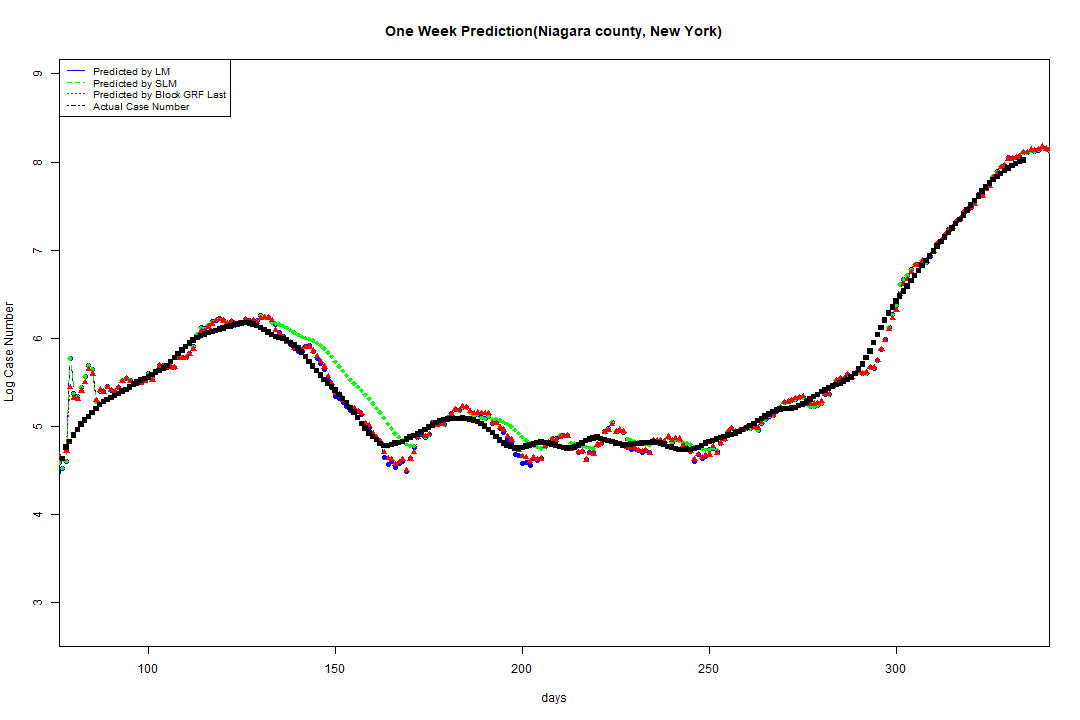 One Week Prediction(Niagara county, New York)
Predicted by LM
Predicted by SLM
Predicted by Block GRF Last
Actual Case Number
9
8
7
6
5
4
3
Log Case Number
100 150 200 250 300
days